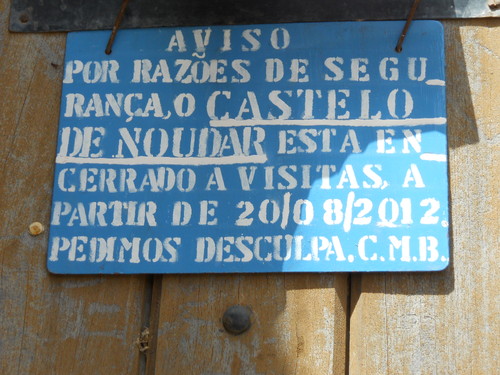 AVISO
POR RAZÕES DE SEGU_
RANÇA, O CASTELO
DE NOUDAR ESTA EN_
CERRADO A VISITAS, A
PARTIR DE 20/08/2012.
PEDIMOS DESCULPA. C.M.B.